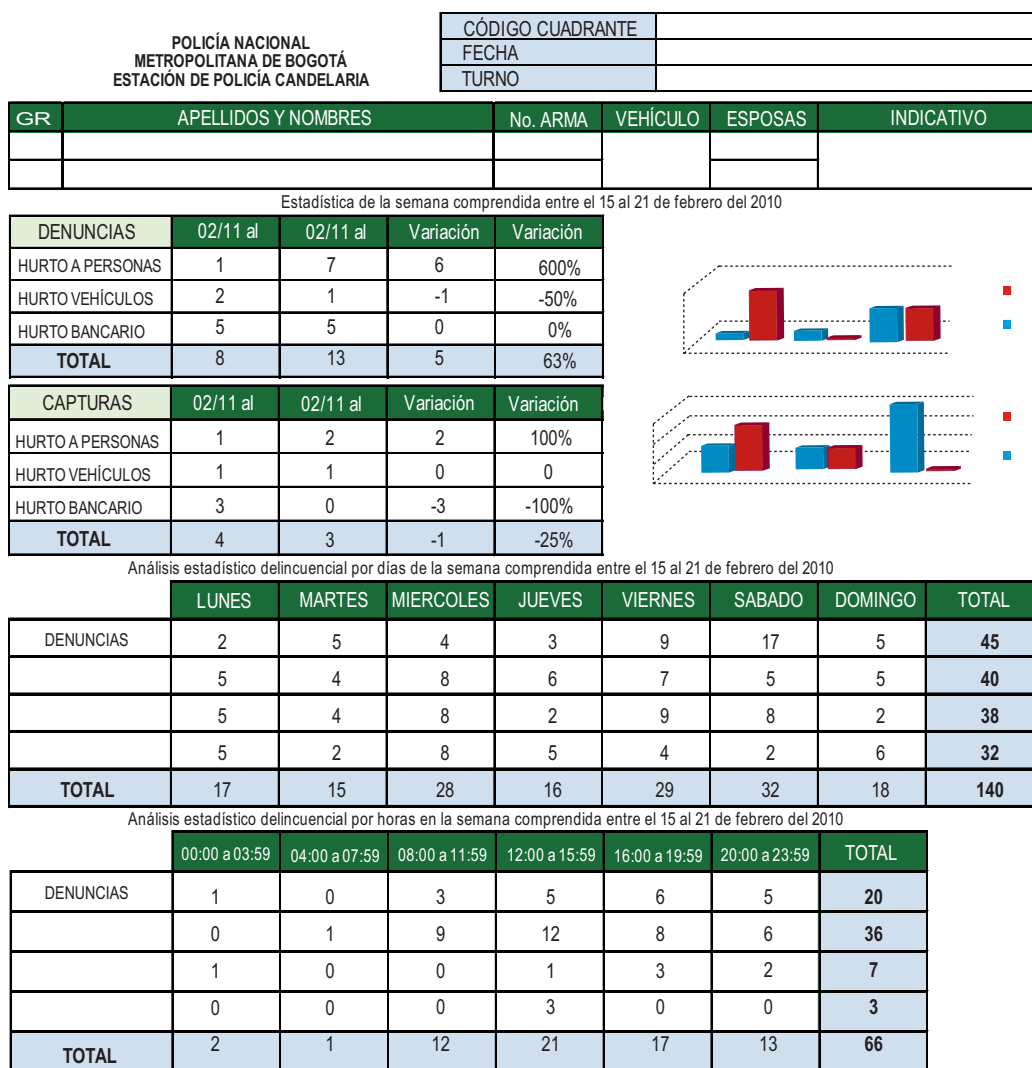 POLICÍA NACIONAL
METROPOLITANA DE BOGOTÁ
ESTACIÓN DE POLICÍA CANDELARIA
CÓDIGO CUADRANTE
FECHA
TURNO
GR APELLIDOS Y NOMBRES No. ARMA VEHÍCULO ESPOSAS INDICATIVO
Estadística de la semana comprendida entre el 15 al 21 de febrero del 2010
DENUNCIAS 02/11 al 02/11 al Variación Variación
HURTO A PERSONAS 1 7 6 600%
HURTO VEHÍCULOS 2 1 -1 -50%
HURTO BANCARIO 5 5 0 0%
TOTAL 8 13 5 63%
CAPTURAS 02/11 al 02/11 al Variación Variación
HURTO A PERSONAS 1 2 2 100%
HURTO VEHÍCULOS 1 1 0 0
HURTO BANCARIO 3 0 -3 -100%
TOTAL 4 3 -1 -25%
Análisis estadístico delincuencial por días de la semana comprendida entre el 15 al 21 de febrero del 2010
LUNES MARTES MIERCOLES JUEVES VIERNES SABADO DOMINGO TOTAL
DENUNCIAS 2 5 4 3 9 17 5 45
5 4 8 6 7 5 5 40
5 4 8 2 9 8 2 38
5 2 8 5 4 2 6 32
TOTAL 17 15 28 16 29 32 18 140
Análisis estadístico delincuencial por horas en la semana comprendida entre el 15 al 21 de febrero del 2010
00:00 a 03:59 04:00 a 07:59 08:00 a 11:59 12:00 a 15:59 16:00 a 19:59 20:00 a 23:59 TOTAL
DENUNCIAS 1 0 3 5 6 5 20
0 1 9 12 8 6 36
1 0 0 1 3 2 7
0 0 0 3 0 0 3
TOTAL 2 1 12 21 17 13 66